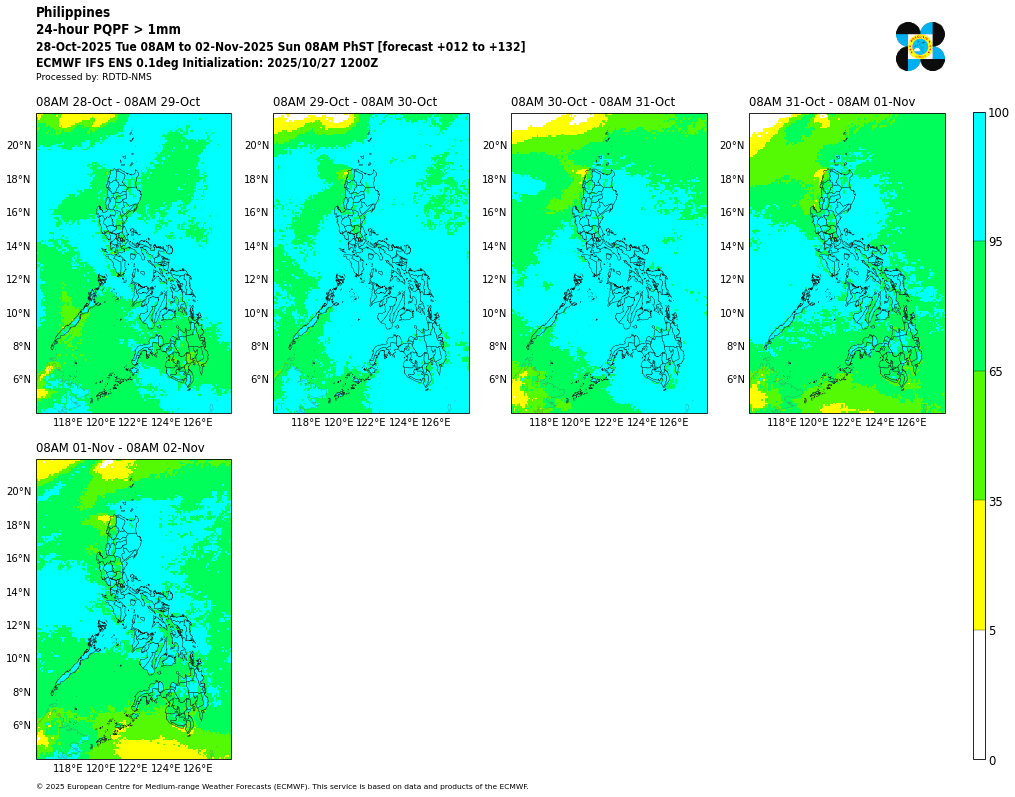 Philippines
24-hour PQPF > 1mm
28-Oct-2025 Tue 08AM to 02-Nov-2025 Sun 08AM PhST [forecast +012 to +132]
ECMWF IFS ENS 0.1deg Initialization: 2025/10/27 1200Z
Processed by: RDTD-NMS
08AM 28-Oct - 08AM 29-Oct
08AM 29-Oct - 08AM 30-Oct
08AM 30-Oct - 08AM 31-Oct
08AM 31-Oct - 08AM 01-Nov
20°N 20°N 20°N 20°N
18°N 18°N 18°N 18°N
16°N 16°N 16°N 16°N
14°N 14°N 14°N 14°N
12°N 12°N 12°N 12°N
10°N 10°N 10°N 10°N
8°N 8°N 8°N 8°N
6°N 6°N 6°N 6°N
118°E 120°E 122°E 124°E 126°E 118°E 120°E 122°E 124°E 126°E 118°E 120°E 122°E 124°E 126°E 118°E 120°E 122°E 124°E 126°E
100
95
65
35
5
0
08AM 01-Nov - 08AM 02-Nov
20°N
18°N
16°N
14°N
12°N
10°N
8°N
6°N
118°E 120°E 122°E 124°E 126°E
© 2025 European Centre for Medium-range Weather Forecasts (ECMWF). This service is based on data and products of the ECMWF.